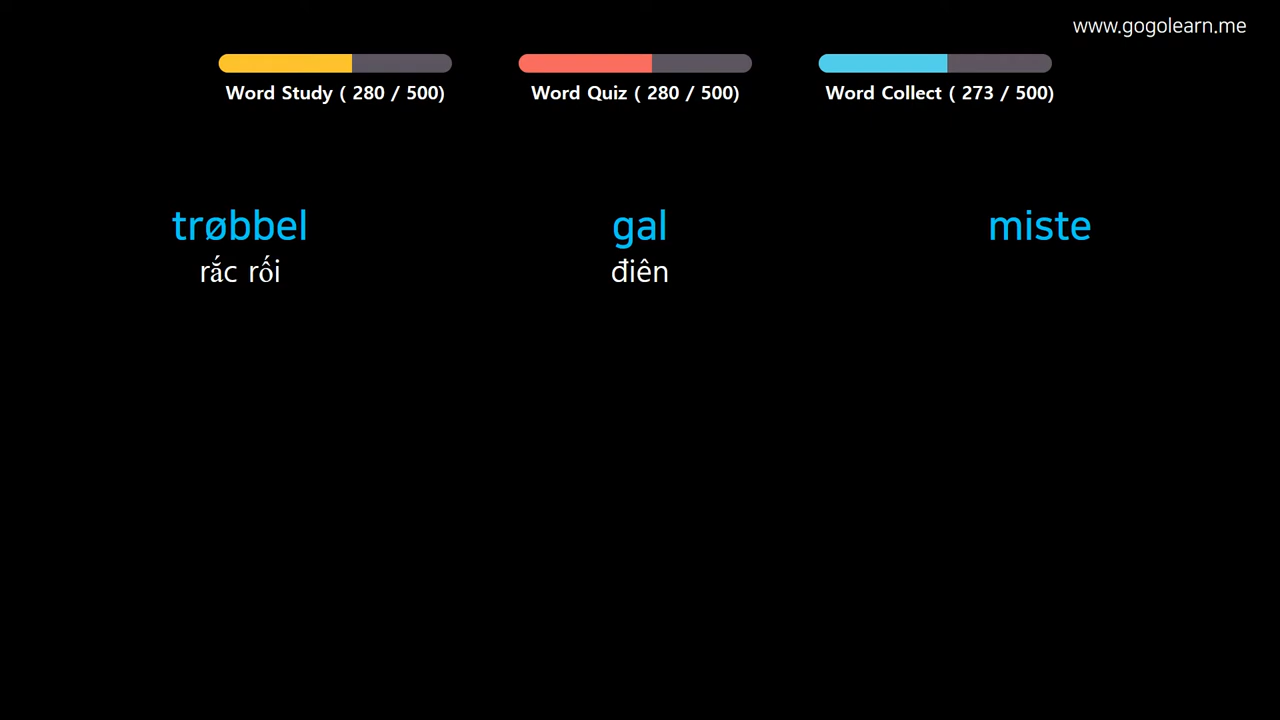 www.gogolearn.me
Word Study ( 280 / 500)
Word Quiz ( 280 / 500)
Word Collect ( 273 / 500)
trøbbel
rắc rối
gal
điên
miste